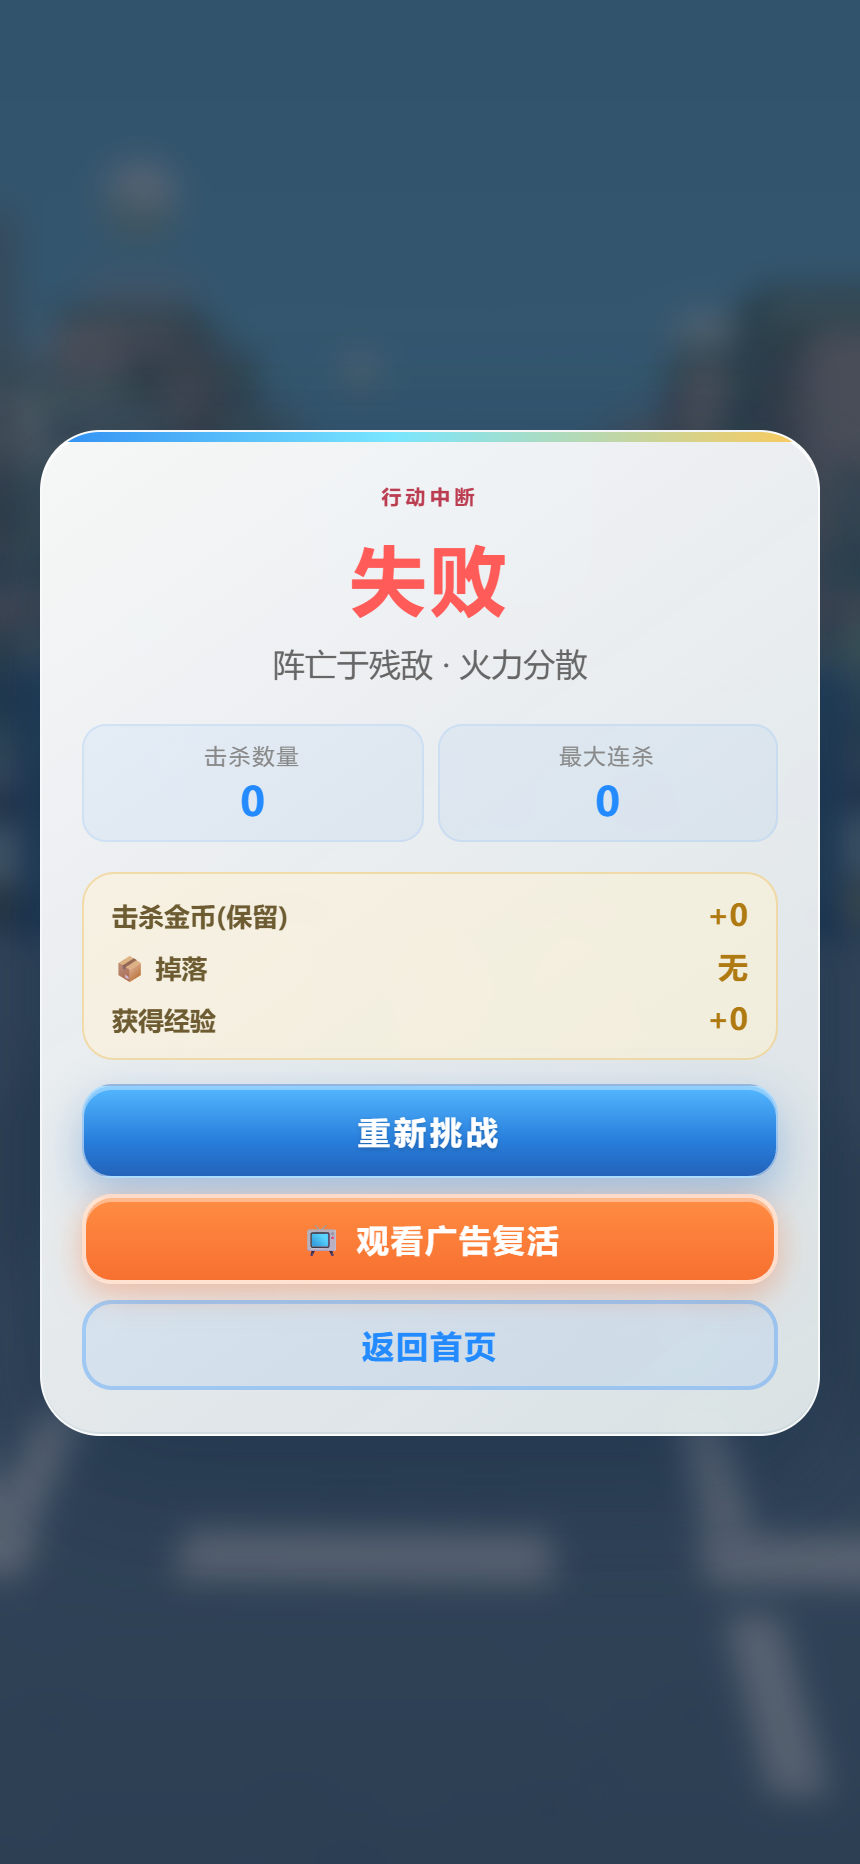 行动中断
失败
阵亡于残敌 · 火力分散
击杀数量
0
最大连杀
0
击杀金币(保留) +0
掉落 无
获得经验 +0
重新挑战
观看广告复活
返回首页